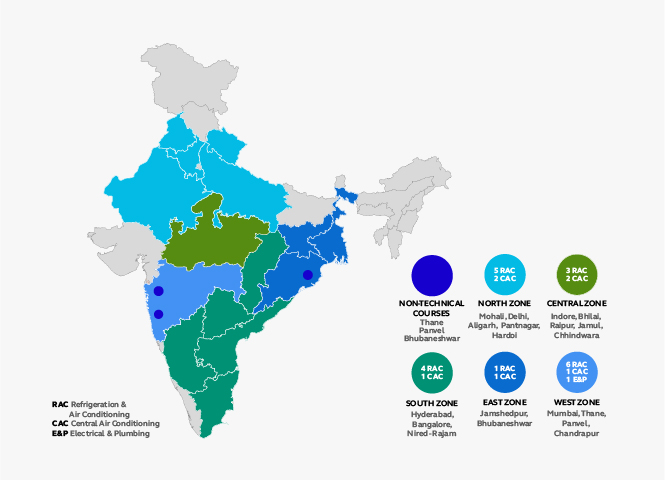 5 RAC
2 CAC
3 RAC
2 CAC
NON-TECHNICAL
COURSES
Thane
Panvel
Bhubaneshwar
NORTH ZONE
Mohali, Delhi,
Aligarh, Pantnagar,
Hardoi
CENTRAL ZONE
Indore, Bhilai,
Raipur, Jamul,
Chhindwara
4 RAC
1 CAC
1 RAC
1 CAC
6 RAC
1 CAC
1 E&P
SOUTH ZONE
Hyderabad,
Bangalore,
Nired-Rajam
EAST ZONE
Jamshedpur,
Bhubaneswar
WEST ZONE
Mumbai, Thane,
Panvel,
Chandrapur
RAC Refrigeration &
Air Conditioning
CAC Central Air Conditioning
E&P Electrical & Plumbing